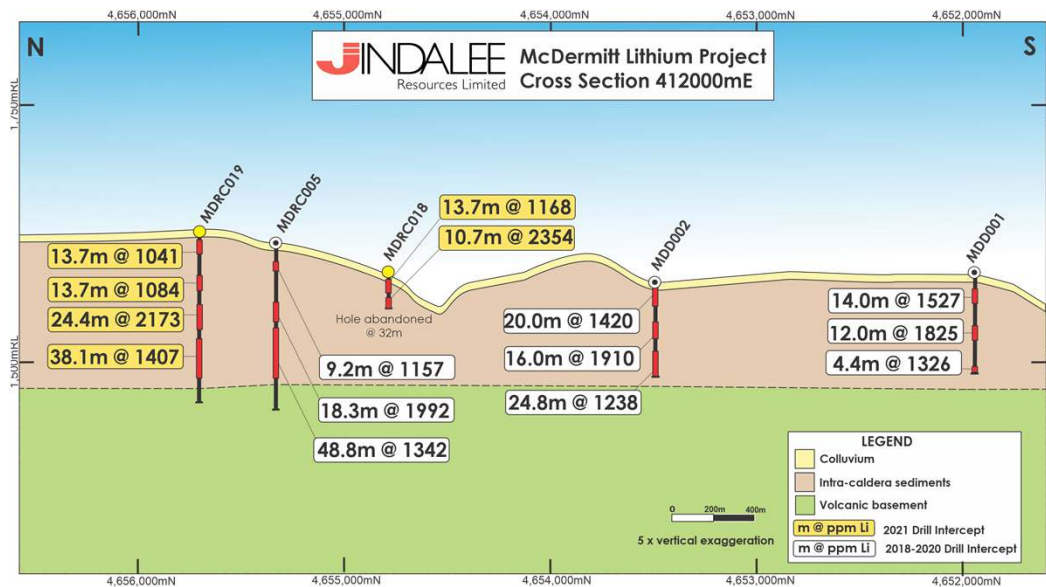 4,656,000mN
4,655,000mN
4,654,000mN
4,653,000mN
4,652,000mN
N
S
JINDALEE
Resources Limited
McDermitt Lithium Project
Cross Section 412000mE
1,750mRL
1,500mRL
MDRC019
MDRC005
MDRC018
MDD002
MDD001
13.7m @ 1041
13.7m @ 1084
24.4m @ 2173
38.1m @ 1407
9.2m @ 1157
18.3m @ 1992
48.8m @ 1342
13.7m @ 1168
10.7m @ 2354
Hole abandoned
@ 32m
20.0m @ 1420
16.0m @ 1910
24.8m @ 1238
14.0m @ 1527
12.0m @ 1825
4.4m @ 1326
LEGEND
Colluvium
Intra-caldera sediments
Volcanic basement
m @ ppm Li 2021 Drill Intercept
m @ ppm Li 2018-2020 Drill Intercept
0 200m 400m
5 x vertical exaggeration
4,656,000mN
4,655,000mN
4,654,000mN
4,653,000mN
4,652,000mN